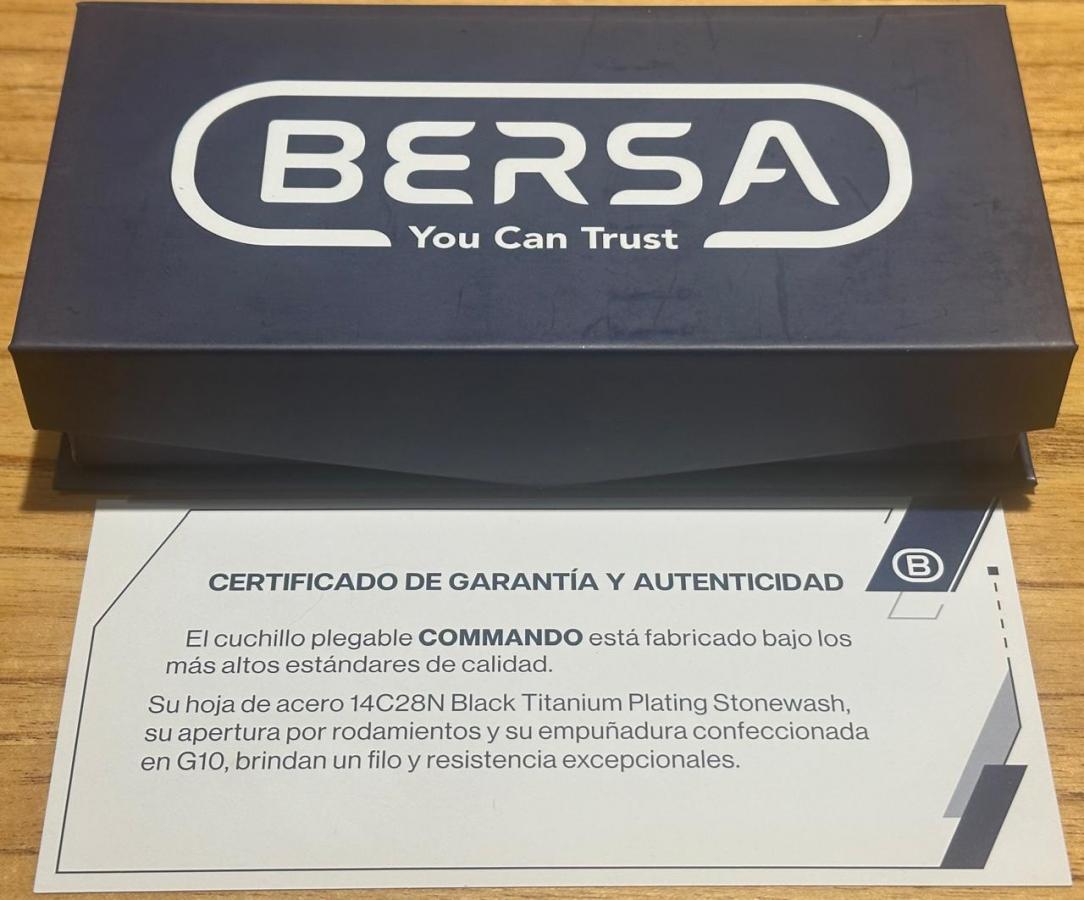 BERSA
You Can Trust
B
CERTIFICADO DE GARANTÍA Y AUTENTICIDAD
El cuchillo plegable COMMANDO está fabricado bajo los
más altos estándares de calidad.
Su hoja de acero 14C28N Black Titanium Plating Stonewash,
su apertura por rodamientos y su empuñadura confeccionada
en G10, brindan un filo y resistencia excepcionales.